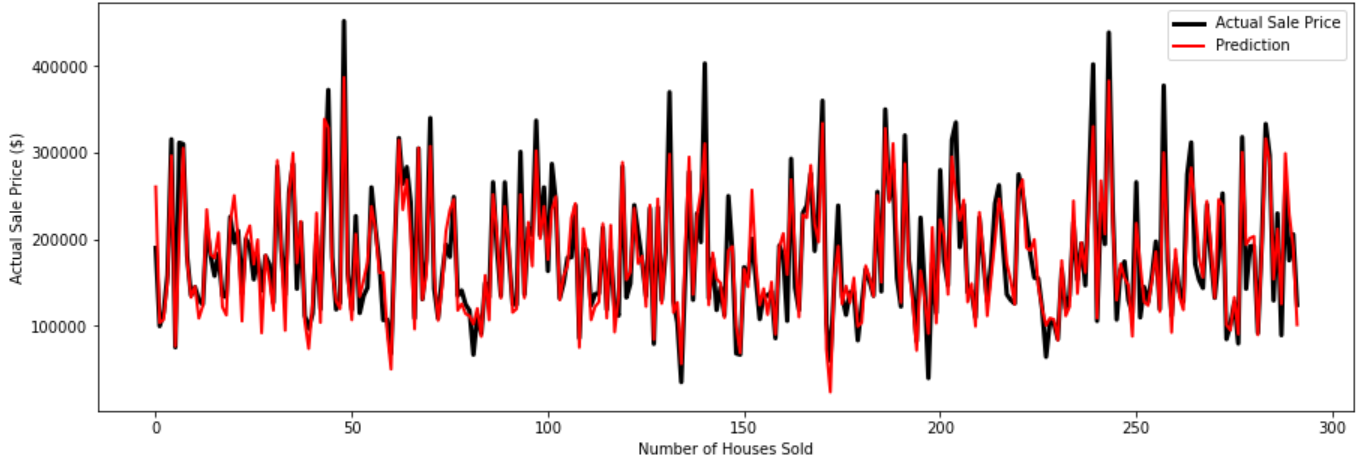 Actual Sale Price
Prediction
Actual Sale Price ($)
400000
300000
200000
100000
0 50 100 150 200 250 300
Number of Houses Sold